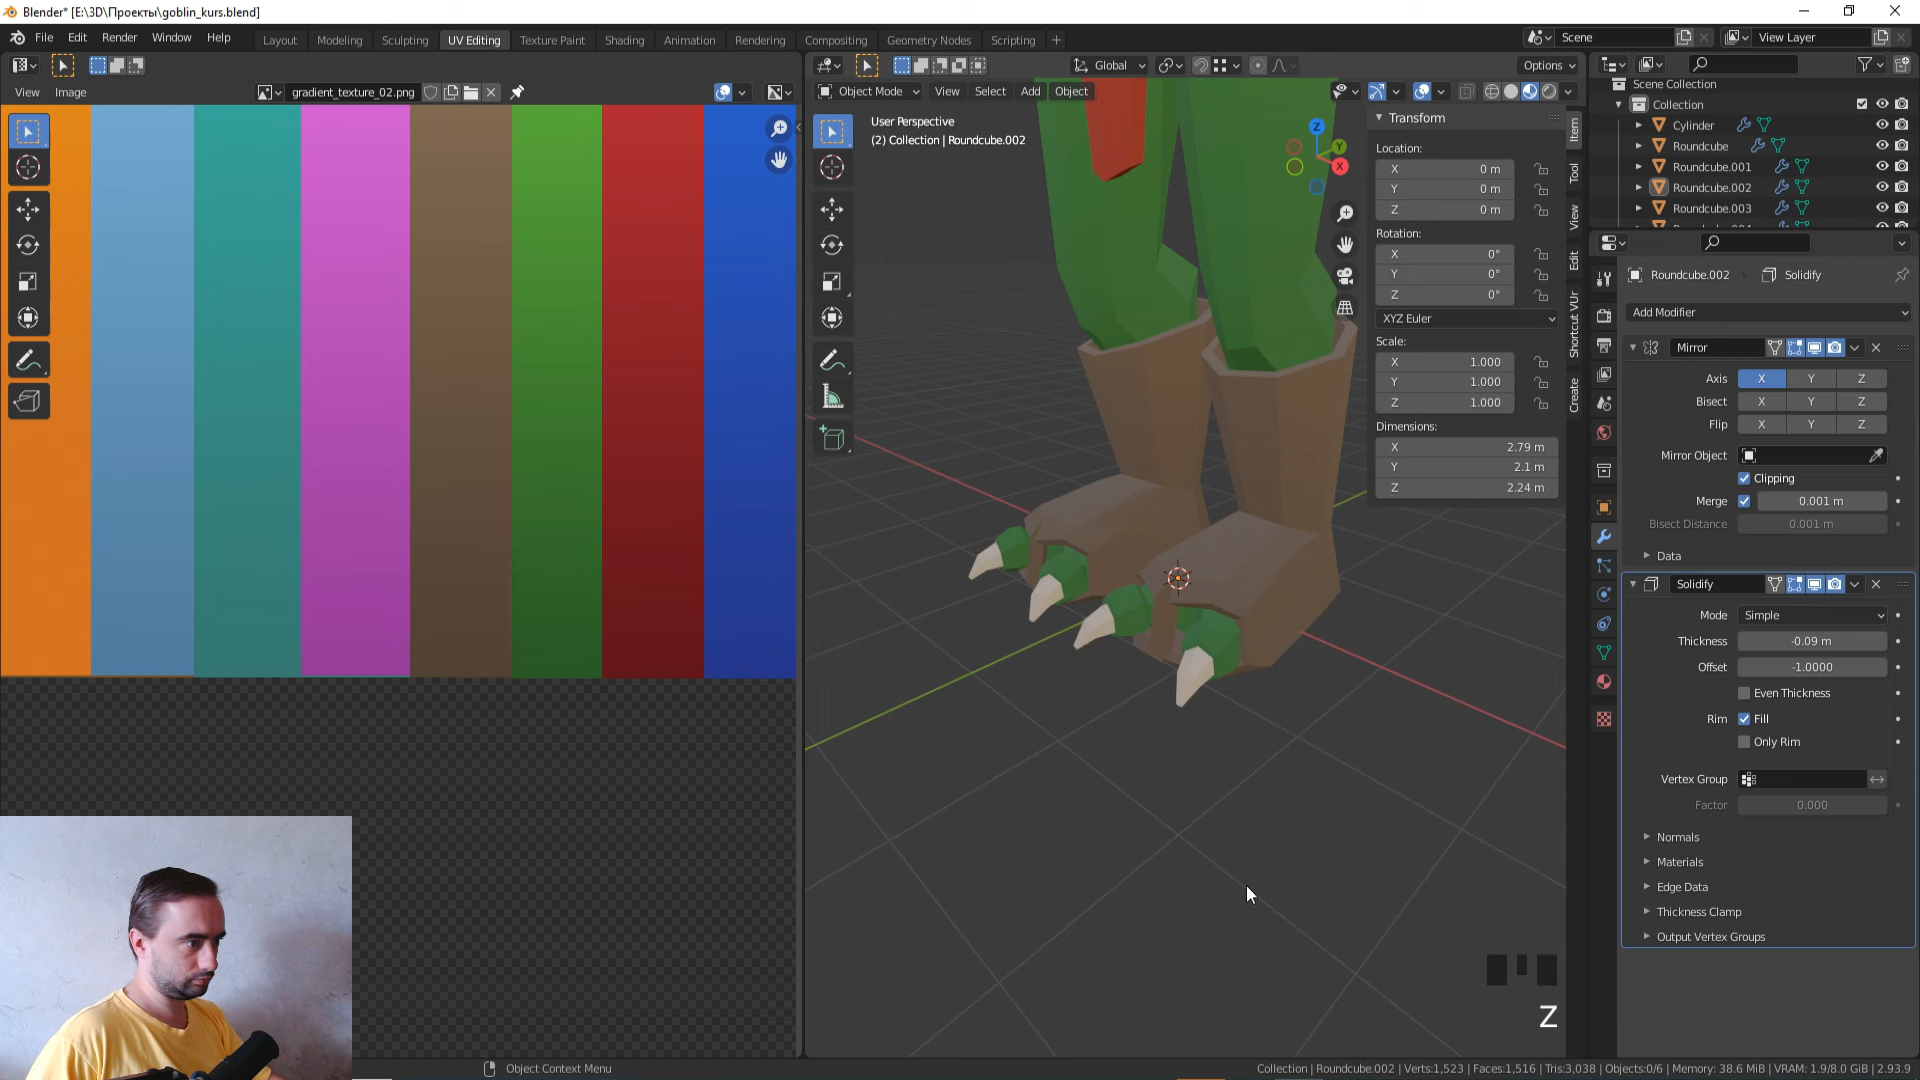 Blender* [E:\3D\Проекты\goblin_kurs.blend]
File Edit Render Window Help
Layout Modeling Sculpting UV Editing Texture Paint Shading Animation Rendering Compositing Geometry Nodes Scripting +
Scene
View Layer
Global
Options
View Image
gradient_texture_02.png
Object Mode View Select Add Object
User Perspective
(2) Collection | Roundcube.002
Z
Y
X
Transform
Location:
X 0 m
Y 0 m
Z 0 m
Rotation:
X 0°
Y 0°
Z 0°
XYZ Euler
Scale:
X 1.000
Y 1.000
Z 1.000
Dimensions:
X 2.79 m
Y 2.1 m
Z 2.24 m
Item
Tool
View
Edit
Shortcut VUr
Create
Scene Collection
Collection
Cylinder
Roundcube
Roundcube.001
Roundcube.002
Roundcube.003
Roundcube.002
Solidify
Add Modifier
Mirror
Axis X Y Z
Bisect X Y Z
Flip X Y Z
Mirror Object
Clipping
Merge 0.001 m
Bisect Distance 0.001 m
Data
Solidify
Mode Simple
Thickness -0.09 m
Offset -1.0000
Even Thickness
Rim Fill
Only Rim
Vertex Group
Factor 0.000
Normals
Materials
Edge Data
Thickness Clamp
Output Vertex Groups
Z
Object Context Menu
Collection | Roundcube.002 | Verts:1,523 | Faces:1,516 | Tris:3,038 | Objects:0/6 | Memory: 38.6 MiB | VRAM: 1.9/8.0 GiB | 2.93.9